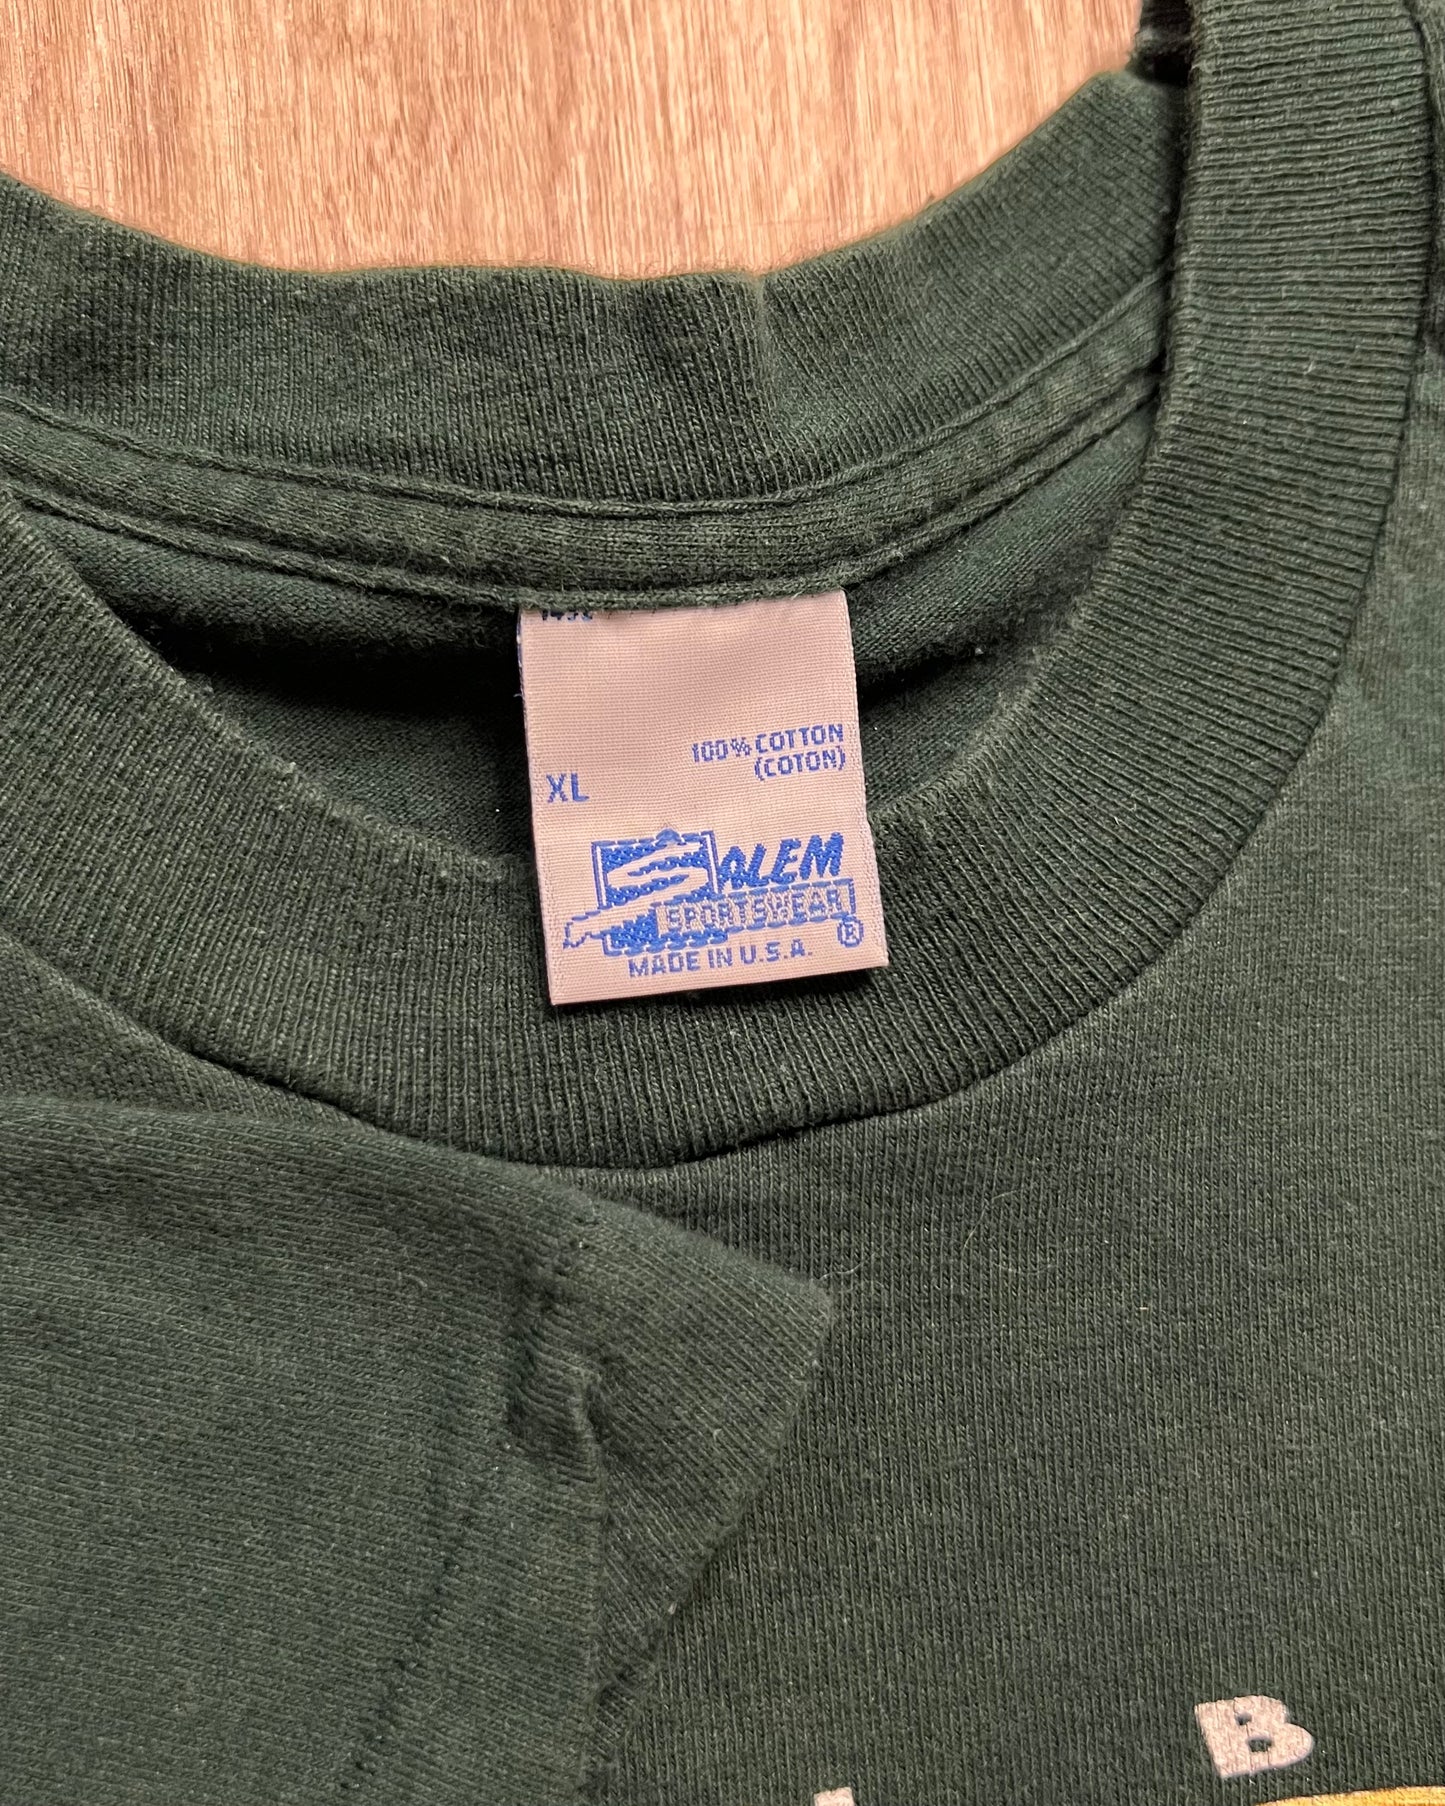 100% COTTON
(COTON)
XL
SALEM
SPORTSWEAR
®
MADE IN U.S.A.
B